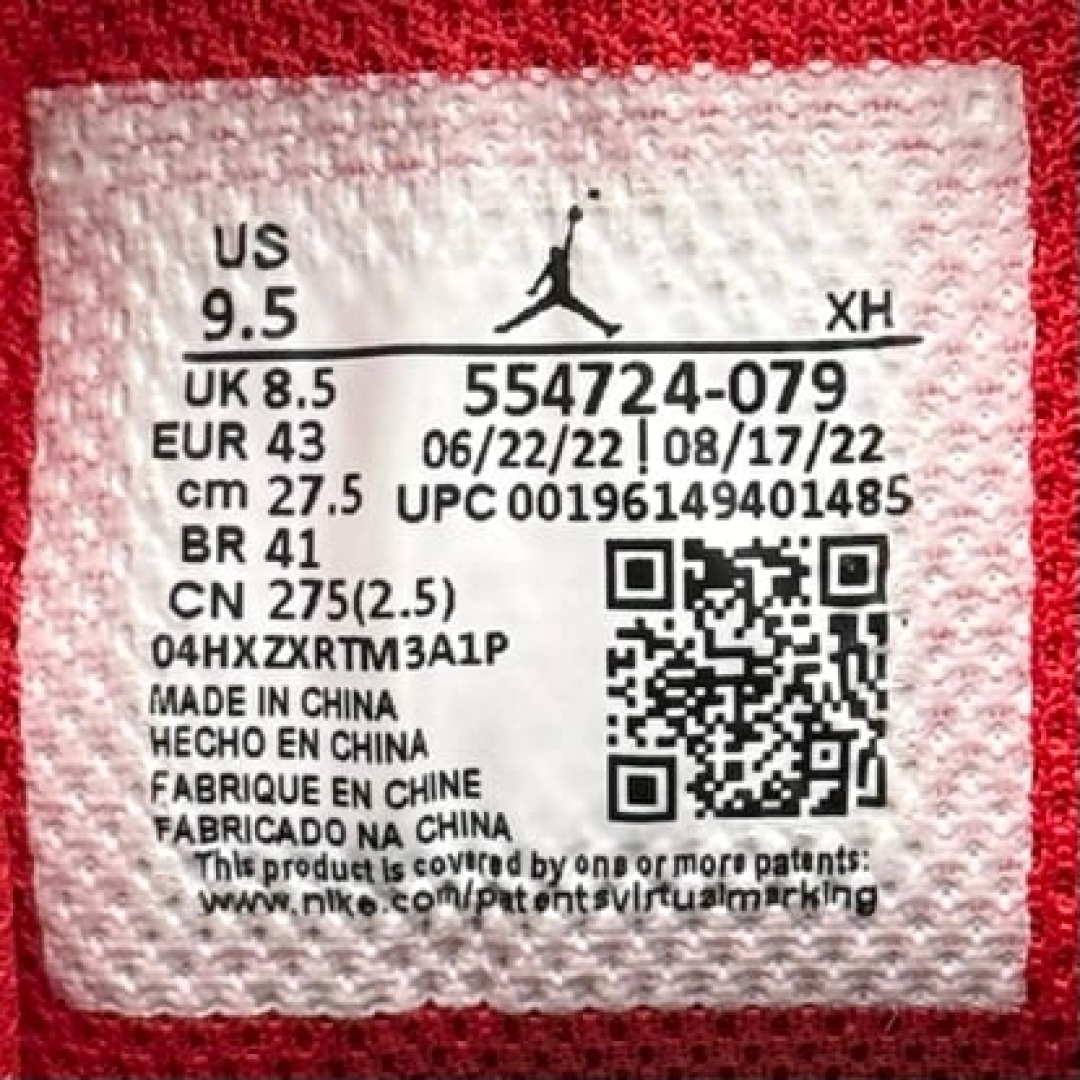 US
9.5
XH
UK 8.5
554724-079
EUR 43
06/22/22 | 08/17/22
cm 27.5
UPC 00196149401485
BR 41
CN 275(2.5)
04HXZXRTM3A1P
MADE IN CHINA
HECHO EN CHINA
FABRIQUE EN CHINE
FABRICADO NA CHINA
This product is covered by one or more patents:
www.nike.com/patentsvirtualmarking